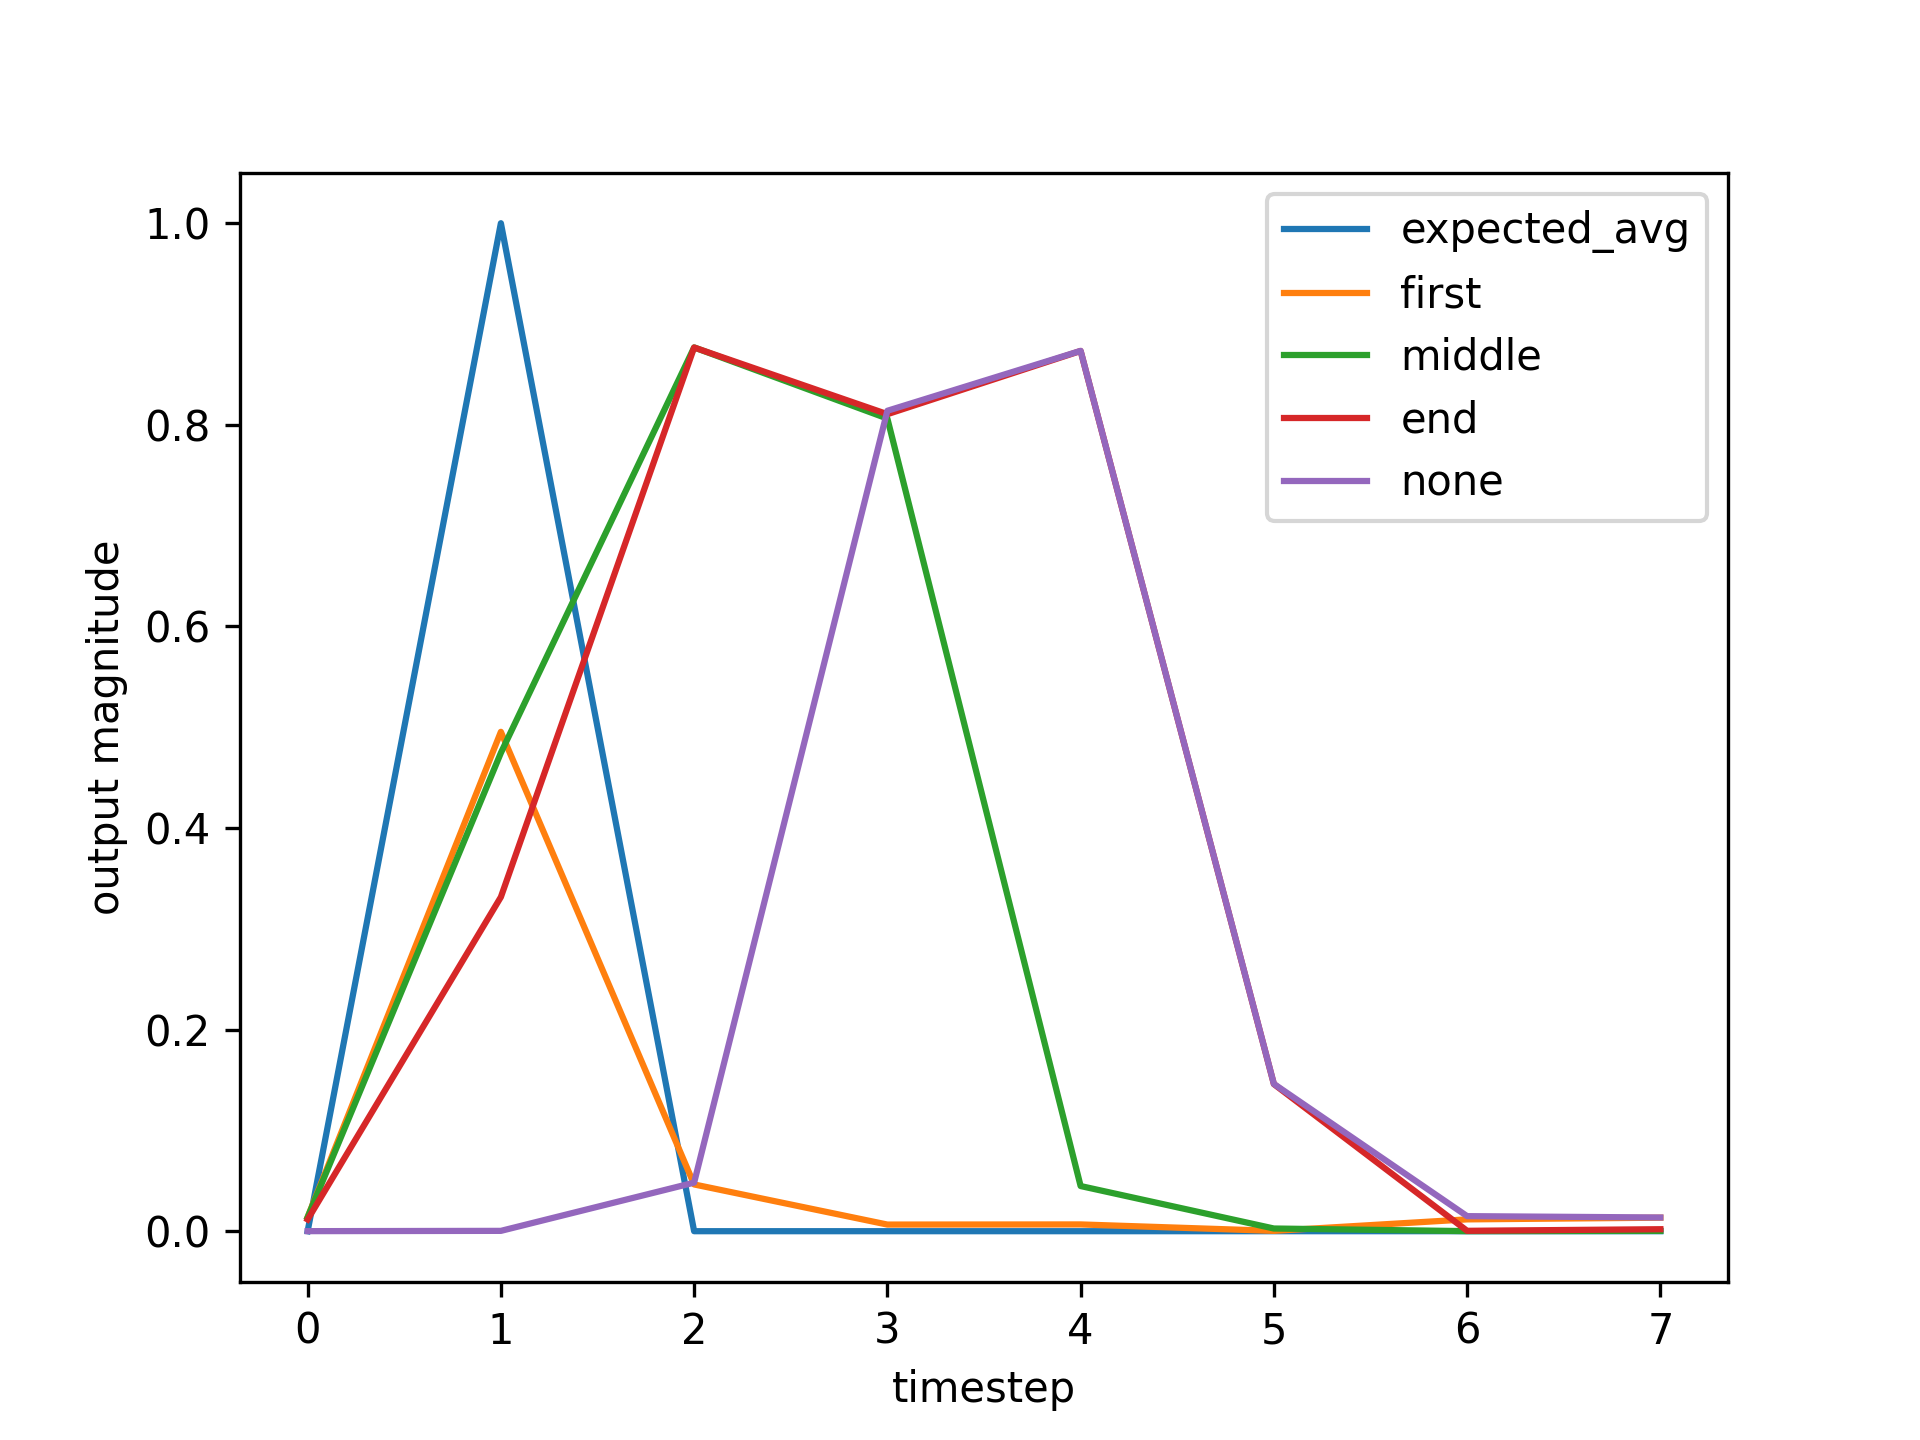 expected_avg
first
middle
end
none
1.0
0.8
0.6
0.4
0.2
0.0
output magnitude
0 1 2 3 4 5 6 7
timestep